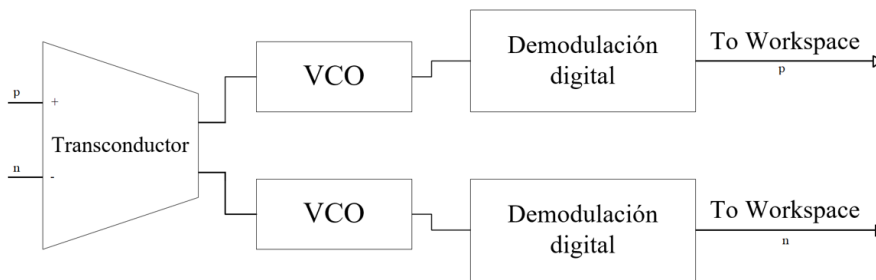 p
+
Transconductor
n
-
VCO
Demodulación
digital
To Workspace
p
VCO
Demodulación
digital
To Workspace
n